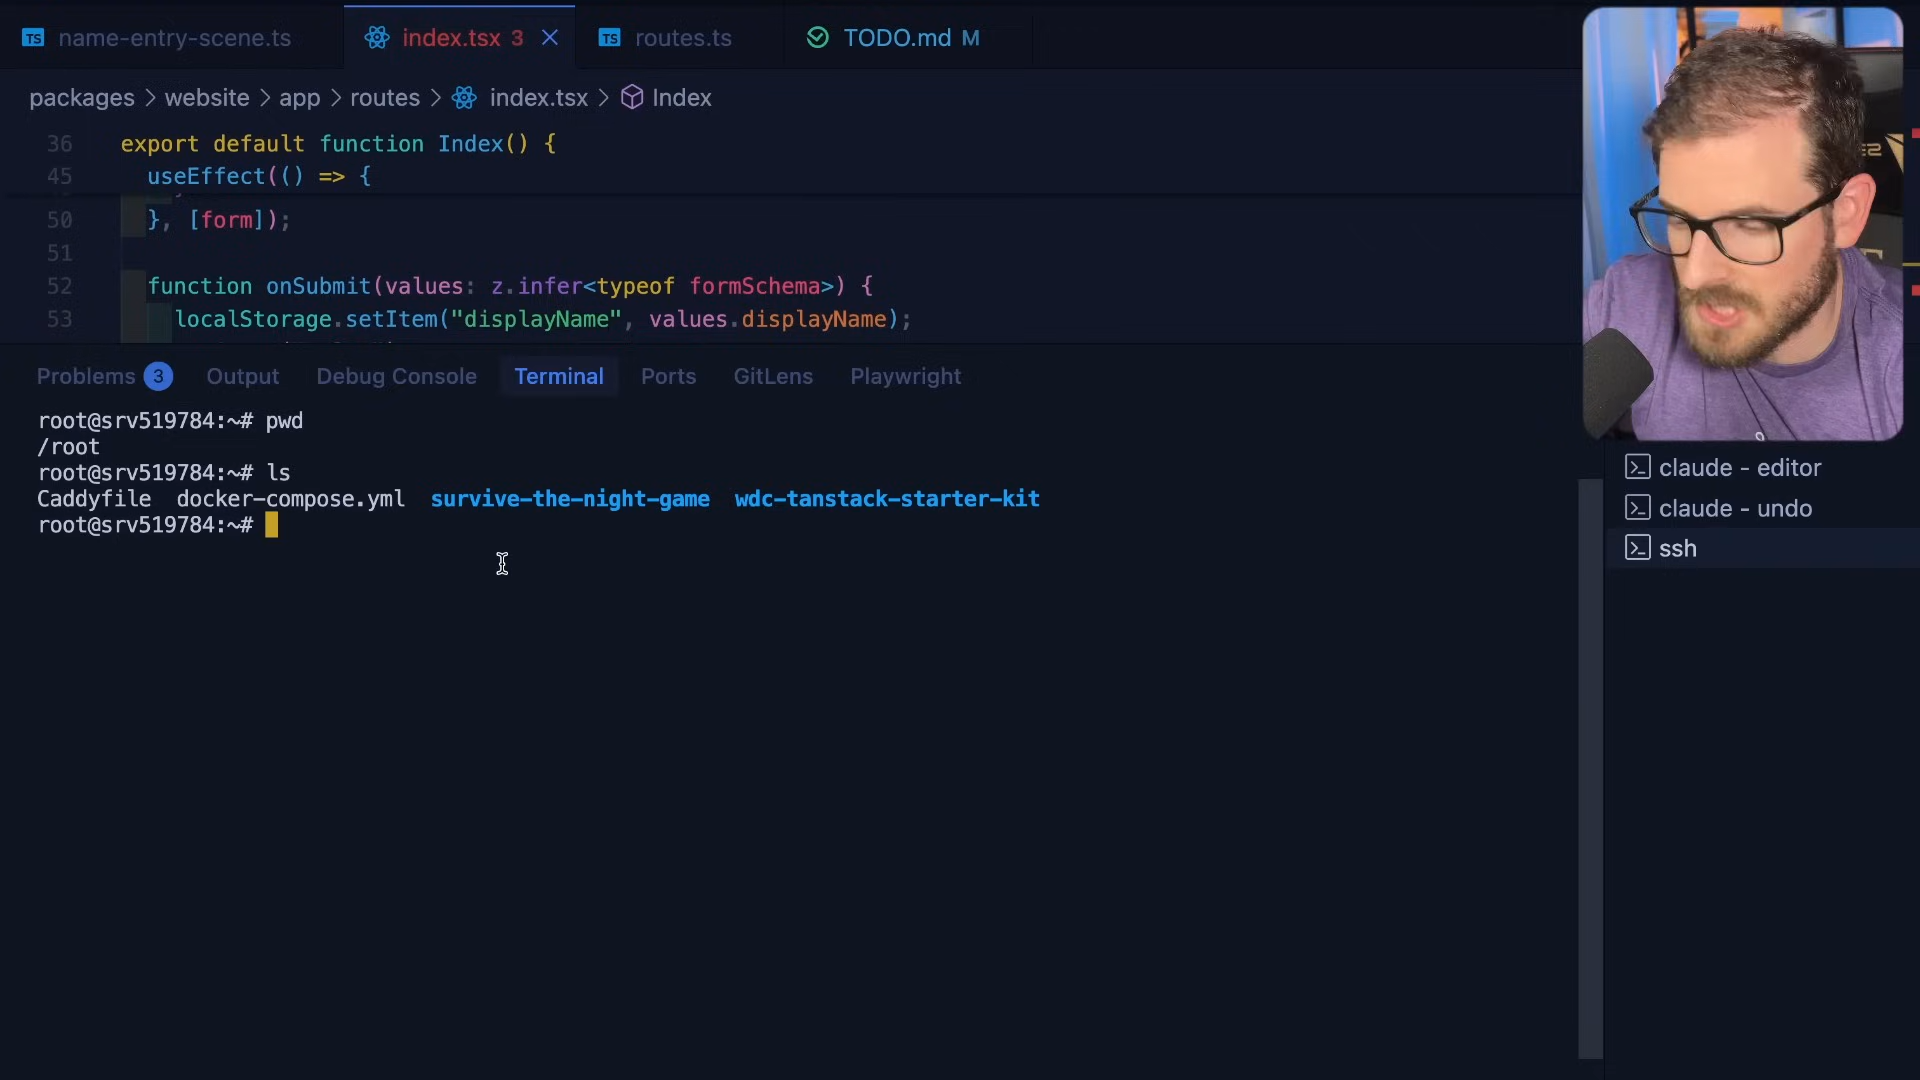 name-entry-scene.ts index.tsx 3 routes.ts TODO.md M
packages > website > app > routes > index.tsx > Index
36 export default function Index() {
45 useEffect(() => {
50 }, [form]);
51
52 function onSubmit(values: z.infer<typeof formSchema>) {
53 localStorage.setItem("displayName", values.displayName);
Problems 3 Output Debug Console Terminal Ports GitLens Playwright
root@srv519784:~# pwd
/root
root@srv519784:~# ls
Caddyfile docker-compose.yml survive-the-night-game wdc-tanstack-starter-kit
root@srv519784:~#
claude - editor
claude - undo
ssh